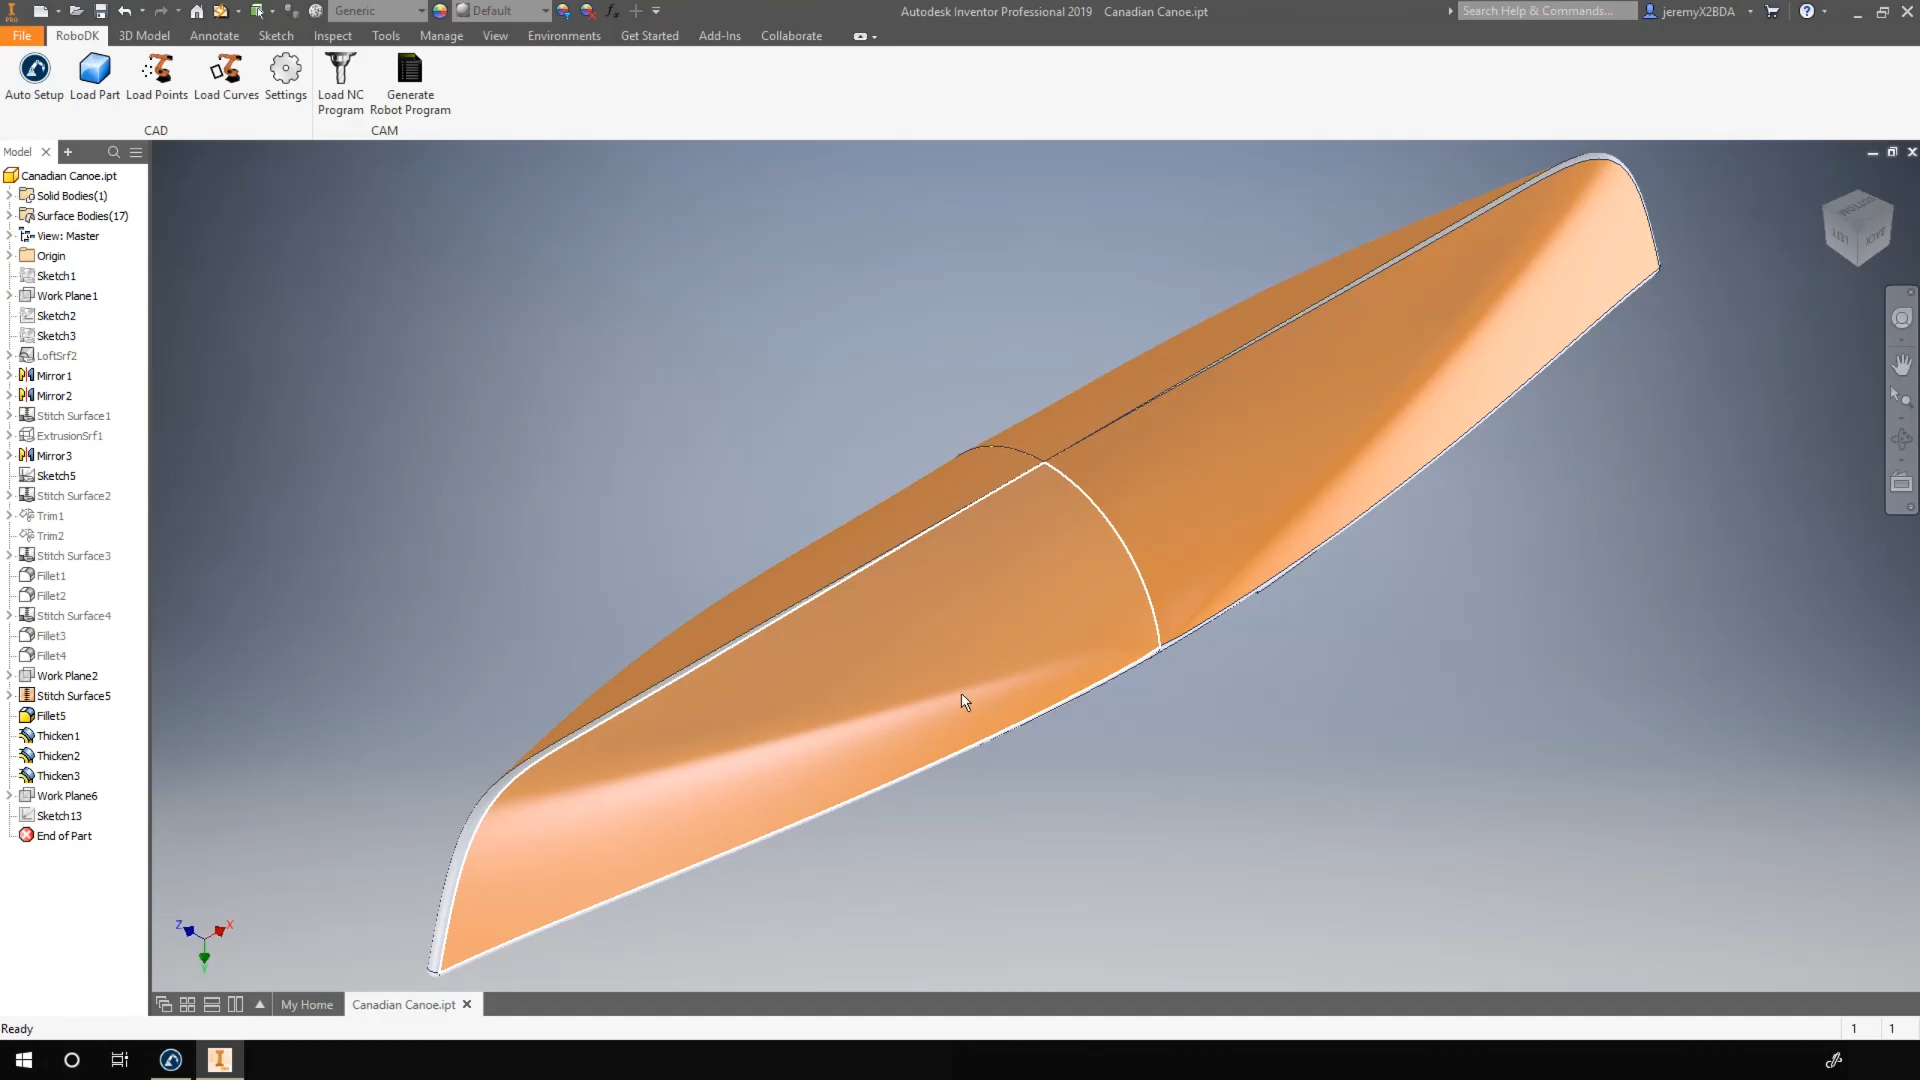 Generic
Default
Autodesk Inventor Professional 2019 Canadian Canoe.ipt
Search Help & Commands...
jeremyX2BDA
PRO
File RoboDK 3D Model Annotate Sketch Inspect Tools Manage View Environments Get Started Add-Ins Collaborate
Auto Setup Load Part Load Points Load Curves Settings
Load NC Program
Generate Robot Program
CAD
CAM
Model
Canadian Canoe.ipt
Solid Bodies(1)
Surface Bodies(17)
View: Master
Origin
Sketch1
Work Plane1
Sketch2
Sketch3
LoftSrf2
Mirror1
Mirror2
Stitch Surface1
ExtrusionSrf1
Mirror3
Sketch5
Stitch Surface2
Trim1
Trim2
Stitch Surface3
Fillet1
Fillet2
Stitch Surface4
Fillet3
Fillet4
Work Plane2
Stitch Surface5
Fillet5
Thicken1
Thicken2
Thicken3
Work Plane6
Sketch13
End of Part
BOTTOM
LEFT
BACK
Z
X
Y
My Home
Canadian Canoe.ipt
Ready
1 1